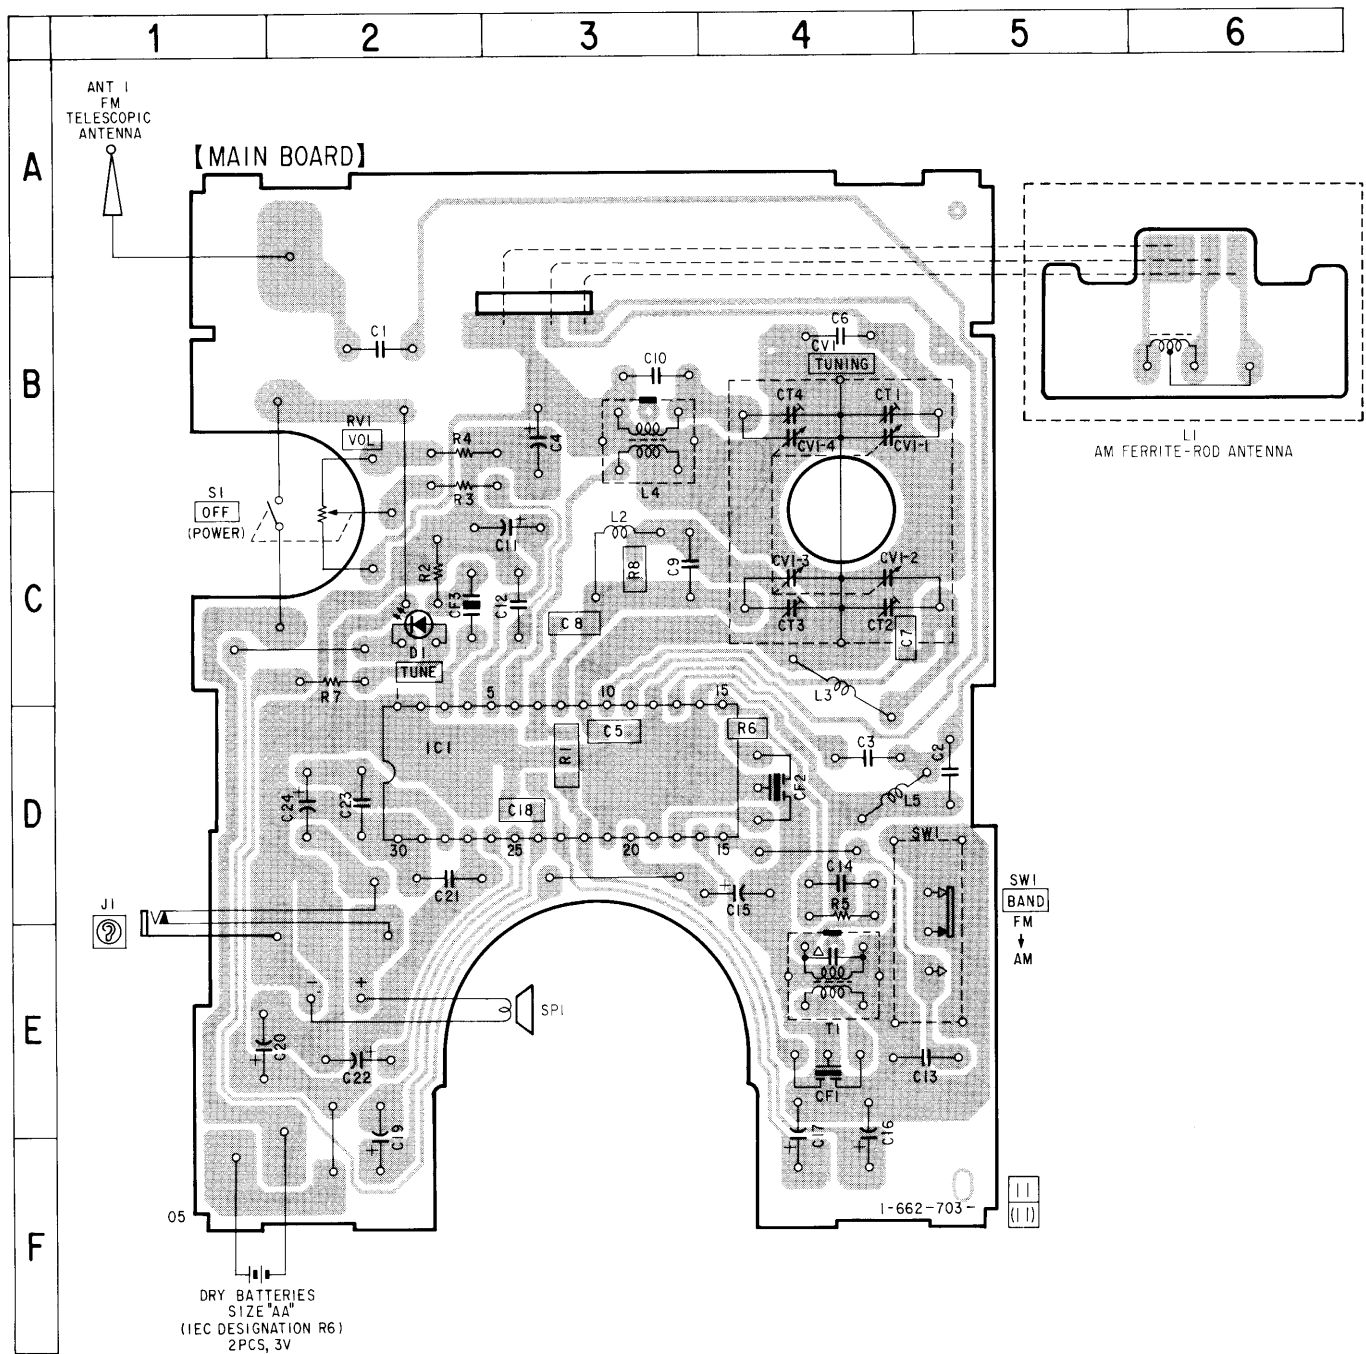 1 2 3 4 5 6
ANT 1
FM
TELESCOPIC
ANTENNA
A
【MAIN BOARD】
C1
C6
CV1
TUNING
B
C10
CT4 CT1
RV1
VOL
R4
C4
CV1-4 CV1-1
L1
AM FERRITE-ROD ANTENNA
R3
L4
S1
OFF
(POWER)
C11
L2
R8
C9
CV1-3 CV1-2
C
R2
CF3
C12
C8
CT3 CT2
C7
D1
TUNE
R7
L3
5 10 15
IC1
R1
C5
R6
C3
C2
CF2
L5
D
C24
C23
C18
SW1
30 25 20 15
C21
C15
C14
R5
SW1
BAND
FM
AM
J1
- +
SP1
T1
E
C20
C22
C13
CF1
C19
C17
C16
1-662-703-
11
(11)
05
F
DRY BATTERIES
SIZE "AA"
(IEC DESIGNATION R6)
2PCS, 3V